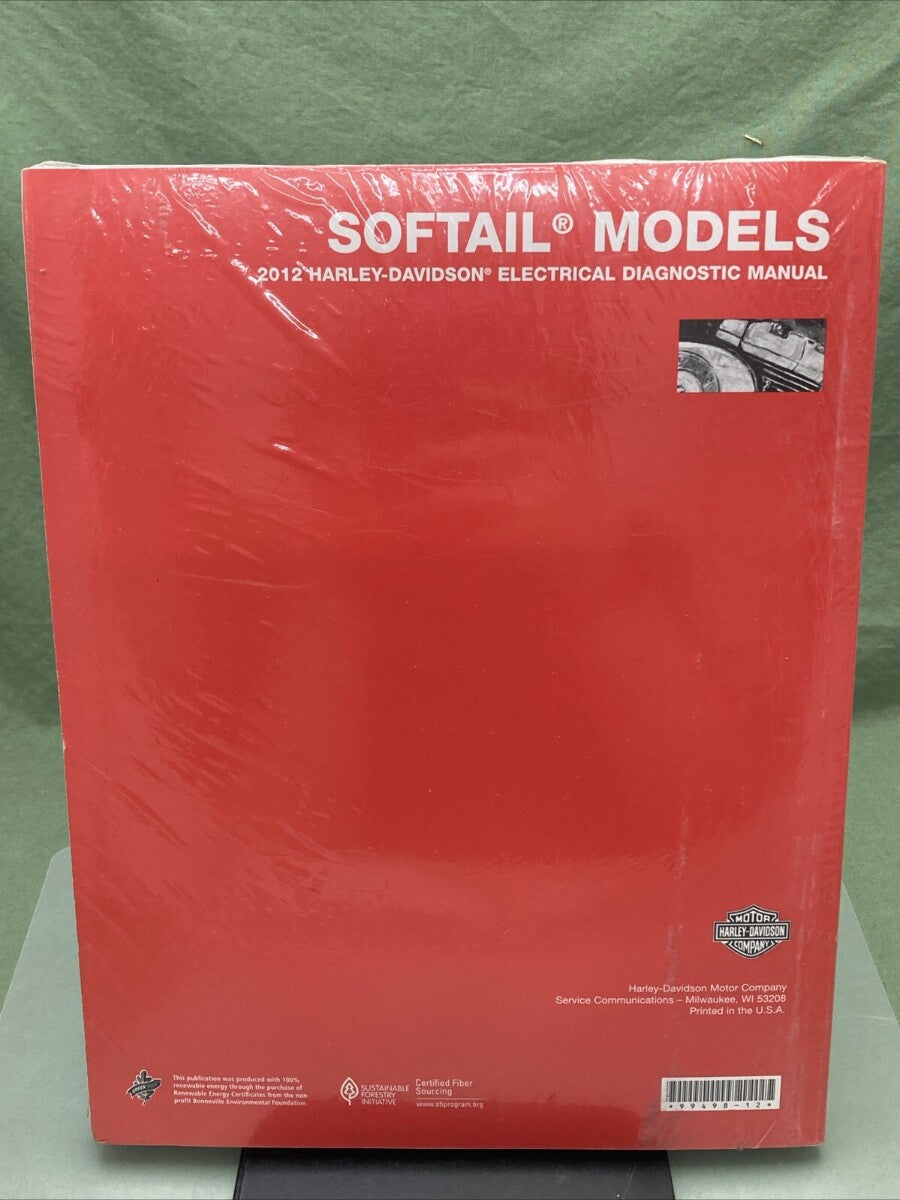 SOFTAIL® MODELS
2012 HARLEY-DAVIDSON® ELECTRICAL DIAGNOSTIC MANUAL
MOTOR
HARLEY-DAVIDSON
COMPANY
Harley-Davidson Motor Company
Service Communications – Milwaukee, WI 53208
Printed in the U.S.A.
GREEN
This publication was produced with 100%
renewable energy through the purchase of
Renewable Energy Certificates from the non-
profit Bonneville Environmental Foundation.
SUSTAINABLE
FORESTRY
INITIATIVE
Certified Fiber
Sourcing
www.sfiprogram.org
*99498-12*